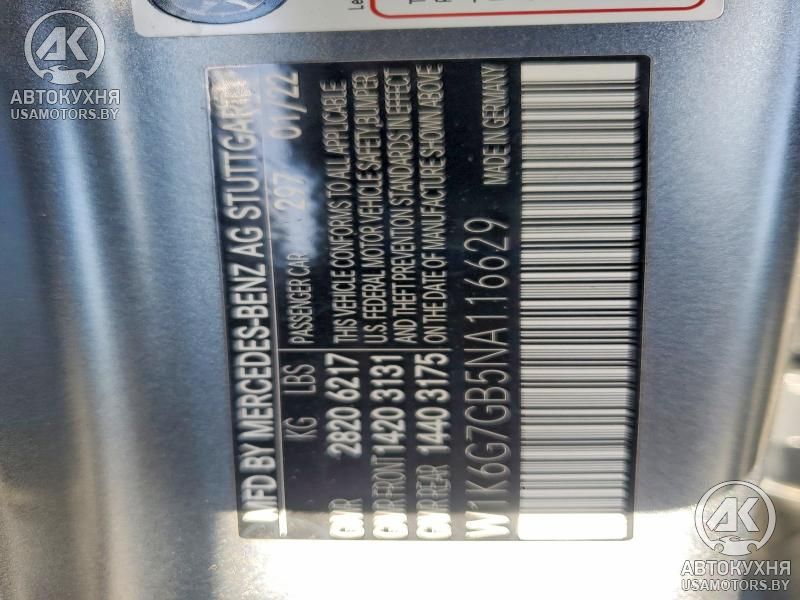 MFD BY MERCEDES-BENZ AG STUTTGART
PASSENGER CAR 297 01/22
KG LBS
GVWR 2820 6217
GAWR FRONT 1420 3131
GAWR REAR 1440 3175
THIS VEHICLE CONFORMS TO ALL APPLICABLE
U.S. FEDERAL MOTOR VEHICLE SAFETY BUMPER,
AND THEFT PREVENTION STANDARDS IN EFFECT
ON THE DATE OF MANUFACTURE SHOWN ABOVE
W1K6G7GB5NA116629 MADE IN GERMANY
AK
АВТОКУХНЯ
USAMOTORS.BY
AK
АВТОКУХНЯ
USAMOTORS.BY